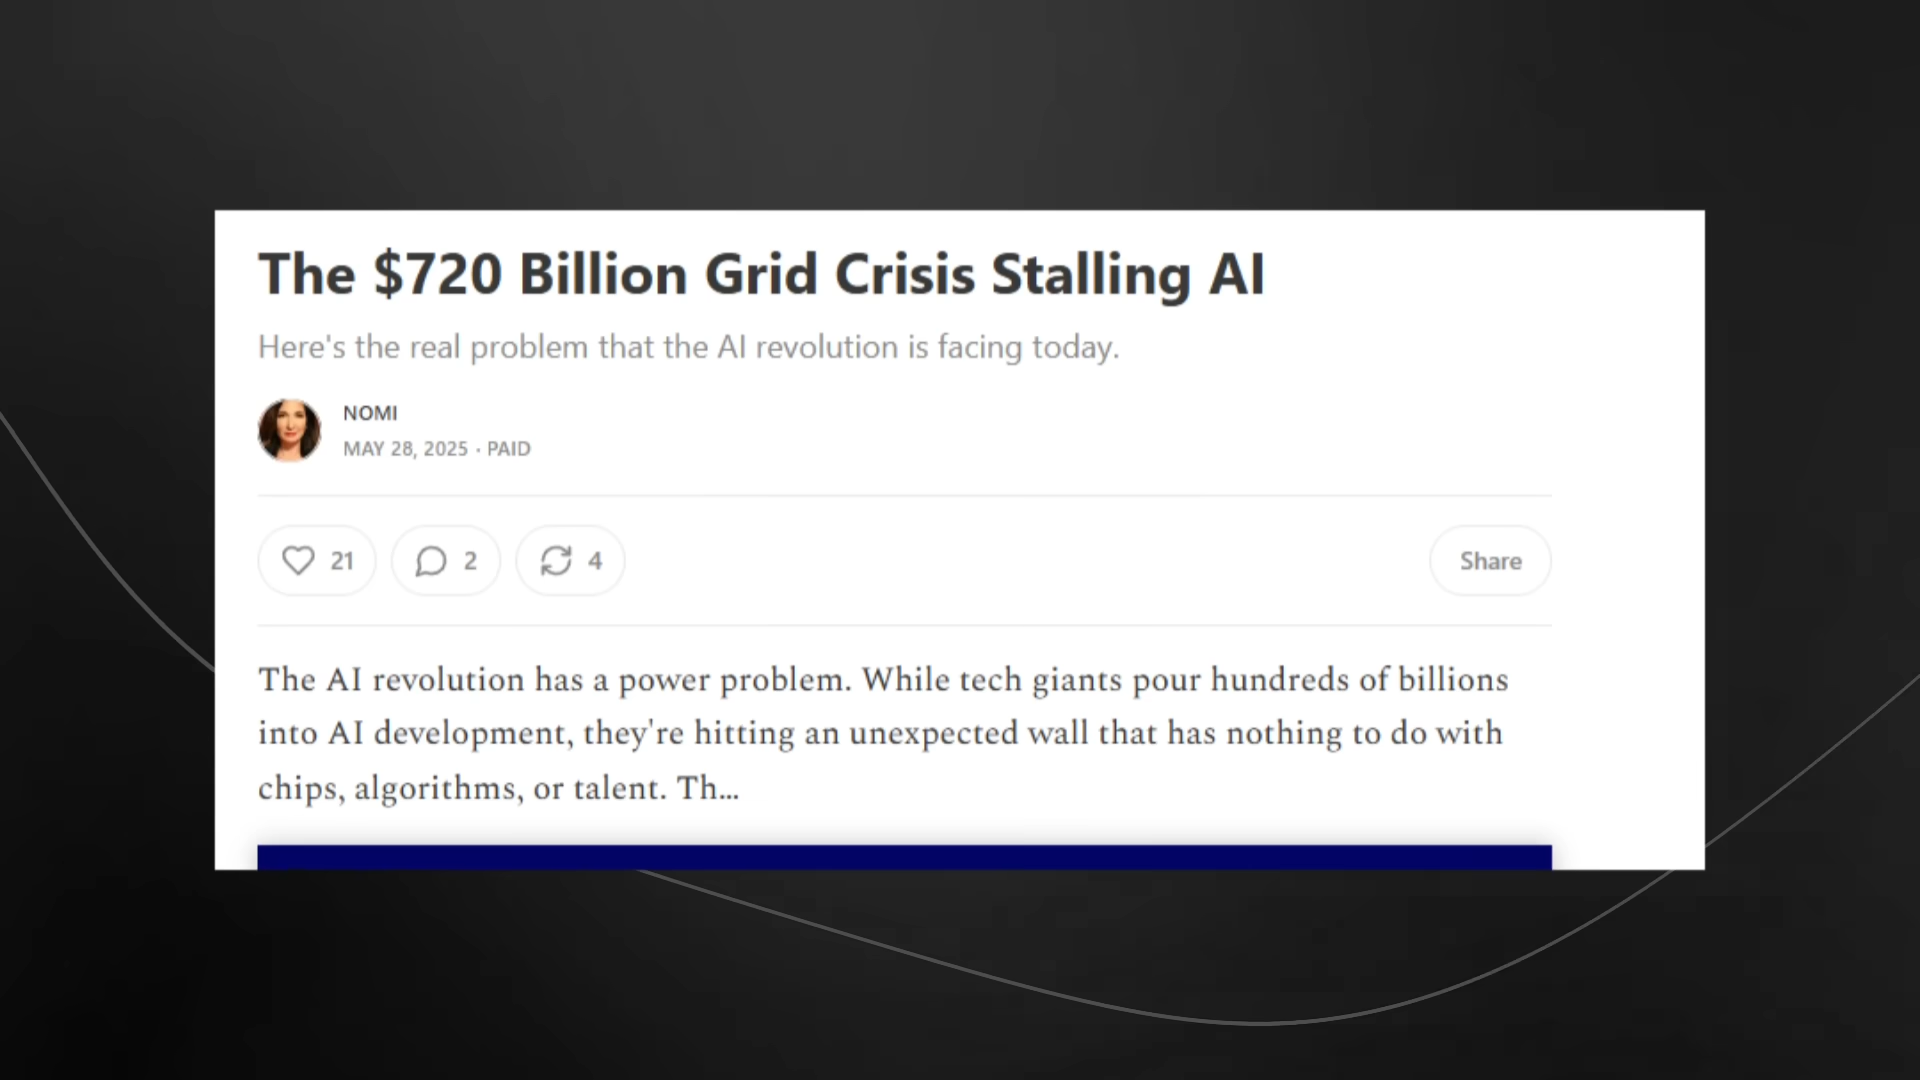 The $720 Billion Grid Crisis Stalling AI
Here's the real problem that the AI revolution is facing today.
NOMI
MAY 28, 2025 · PAID
21 2 4 Share
The AI revolution has a power problem. While tech giants pour hundreds of billions
into AI development, they're hitting an unexpected wall that has nothing to do with
chips, algorithms, or talent. Th...